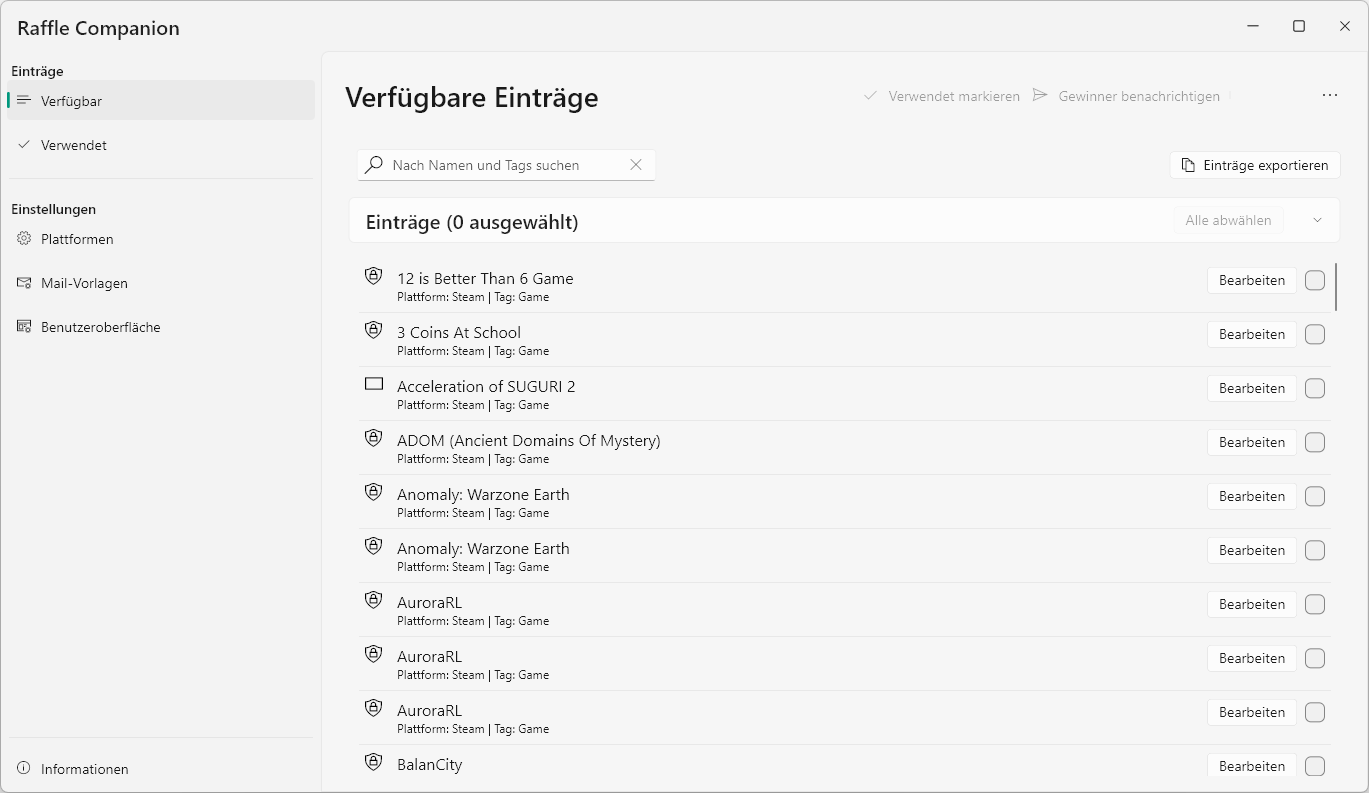 Raffle Companion
Einträge
Verfügbar
Verwendet
Einstellungen
Plattformen
Mail-Vorlagen
Benutzeroberfläche
Informationen
Verfügbare Einträge
Verwendet markieren
Gewinner benachrichtigen
Nach Namen und Tags suchen
Einträge exportieren
Einträge (0 ausgewählt)
Alle abwählen
12 is Better Than 6 Game
Plattform: Steam | Tag: Game
Bearbeiten
3 Coins At School
Plattform: Steam | Tag: Game
Bearbeiten
Acceleration of SUGURI 2
Plattform: Steam | Tag: Game
Bearbeiten
ADOM (Ancient Domains Of Mystery)
Plattform: Steam | Tag: Game
Bearbeiten
Anomaly: Warzone Earth
Plattform: Steam | Tag: Game
Bearbeiten
Anomaly: Warzone Earth
Plattform: Steam | Tag: Game
Bearbeiten
AuroraRL
Plattform: Steam | Tag: Game
Bearbeiten
AuroraRL
Plattform: Steam | Tag: Game
Bearbeiten
AuroraRL
Plattform: Steam | Tag: Game
Bearbeiten
BalanCity
Bearbeiten